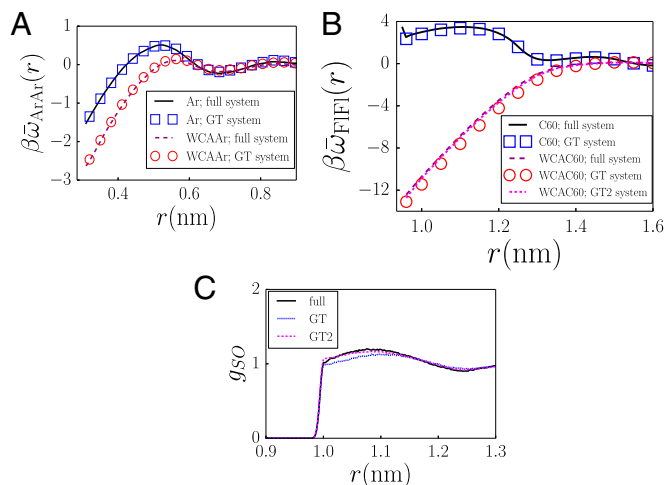 A
βω̄ArAr(r)
1
0
-1
-2
-3
Ar; full system
Ar; GT system
WCAAr; full system
WCAAr; GT system
0.4 0.6 0.8
r(nm)
B
βω̄FlFl(r)
4
0
-4
-8
-12
C60; full system
C60; GT system
WCAC60; full system
WCAC60; GT system
WCAC60; GT2 system
1.0 1.2 1.4 1.6
r(nm)
C
gSO
2
1
0
full
GT
GT2
0.9 1.0 1.1 1.2 1.3
r(nm)